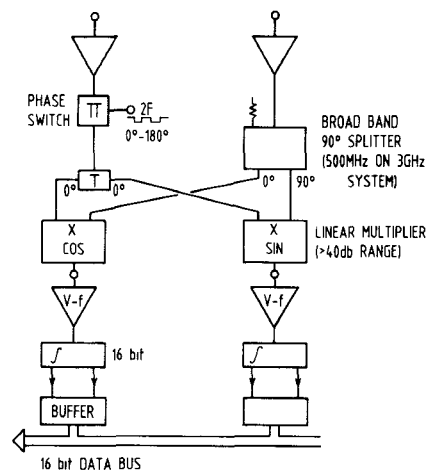 PHASE
SWITCH
π
2F
0°-180°
BROAD BAND
90° SPLITTER
(500MHz ON 3GHz
SYSTEM)
0°
T
0°
0°
90°
X
COS
X
SIN
LINEAR MULTIPLIER
(>40db RANGE)
V-f
V-f
∫
16 bit
∫
BUFFER
16 bit DATA BUS